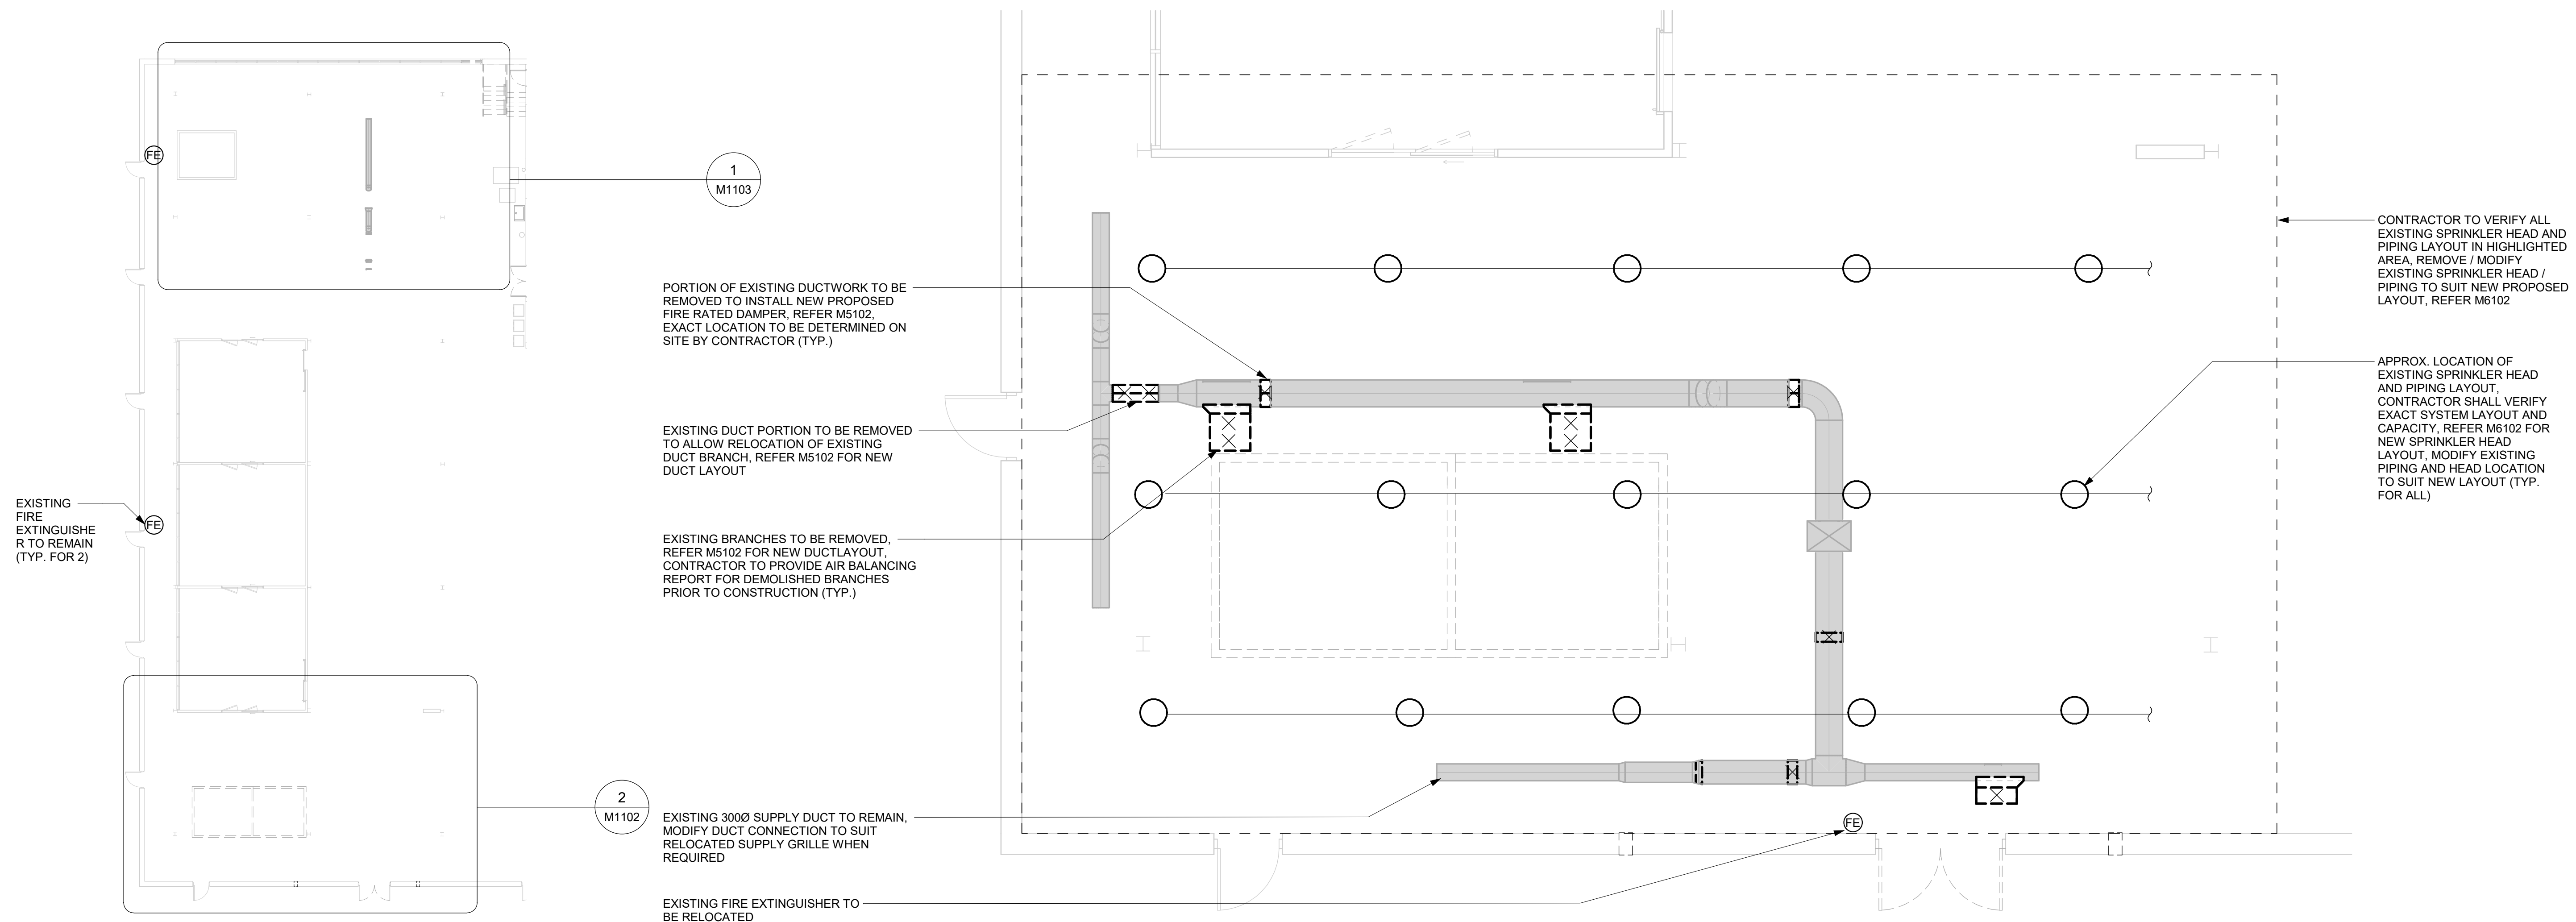 FE
1
M1103
EXISTING
FIRE
EXTINGUISHE
R TO REMAIN
(TYP. FOR 2)
FE
2
M1102
PORTION OF EXISTING DUCTWORK TO BE
REMOVED TO INSTALL NEW PROPOSED
FIRE RATED DAMPER, REFER M5102,
EXACT LOCATION TO BE DETERMINED ON
SITE BY CONTRACTOR (TYP.)
EXISTING DUCT PORTION TO BE REMOVED
TO ALLOW RELOCATION OF EXISTING
DUCT BRANCH, REFER M5102 FOR NEW
DUCT LAYOUT
EXISTING BRANCHES TO BE REMOVED,
REFER M5102 FOR NEW DUCTLAYOUT,
CONTRACTOR TO PROVIDE AIR BALANCING
REPORT FOR DEMOLISHED BRANCHES
PRIOR TO CONSTRUCTION (TYP.)
EXISTING 300Ø SUPPLY DUCT TO REMAIN,
MODIFY DUCT CONNECTION TO SUIT
RELOCATED SUPPLY GRILLE WHEN
REQUIRED
EXISTING FIRE EXTINGUISHER TO
BE RELOCATED
FE
CONTRACTOR TO VERIFY ALL
EXISTING SPRINKLER HEAD AND
PIPING LAYOUT IN HIGHLIGHTED
AREA, REMOVE / MODIFY
EXISTING SPRINKLER HEAD /
PIPING TO SUIT NEW PROPOSED
LAYOUT, REFER M6102
APPROX. LOCATION OF
EXISTING SPRINKLER HEAD
AND PIPING LAYOUT,
CONTRACTOR SHALL VERIFY
EXACT SYSTEM LAYOUT AND
CAPACITY, REFER M6102 FOR
NEW SPRINKLER HEAD
LAYOUT, MODIFY EXISTING
PIPING AND HEAD LOCATION
TO SUIT NEW LAYOUT (TYP.
FOR ALL)